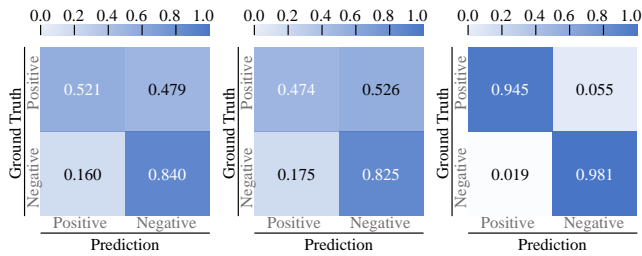 0.0 0.2 0.4 0.6 0.8 1.0
Ground Truth
Positive
Negative
0.521 0.479
0.160 0.840
Positive Negative
Prediction
0.0 0.2 0.4 0.6 0.8 1.0
Ground Truth
Positive
Negative
0.474 0.526
0.175 0.825
Positive Negative
Prediction
0.0 0.2 0.4 0.6 0.8 1.0
Ground Truth
Positive
Negative
0.945 0.055
0.019 0.981
Positive Negative
Prediction